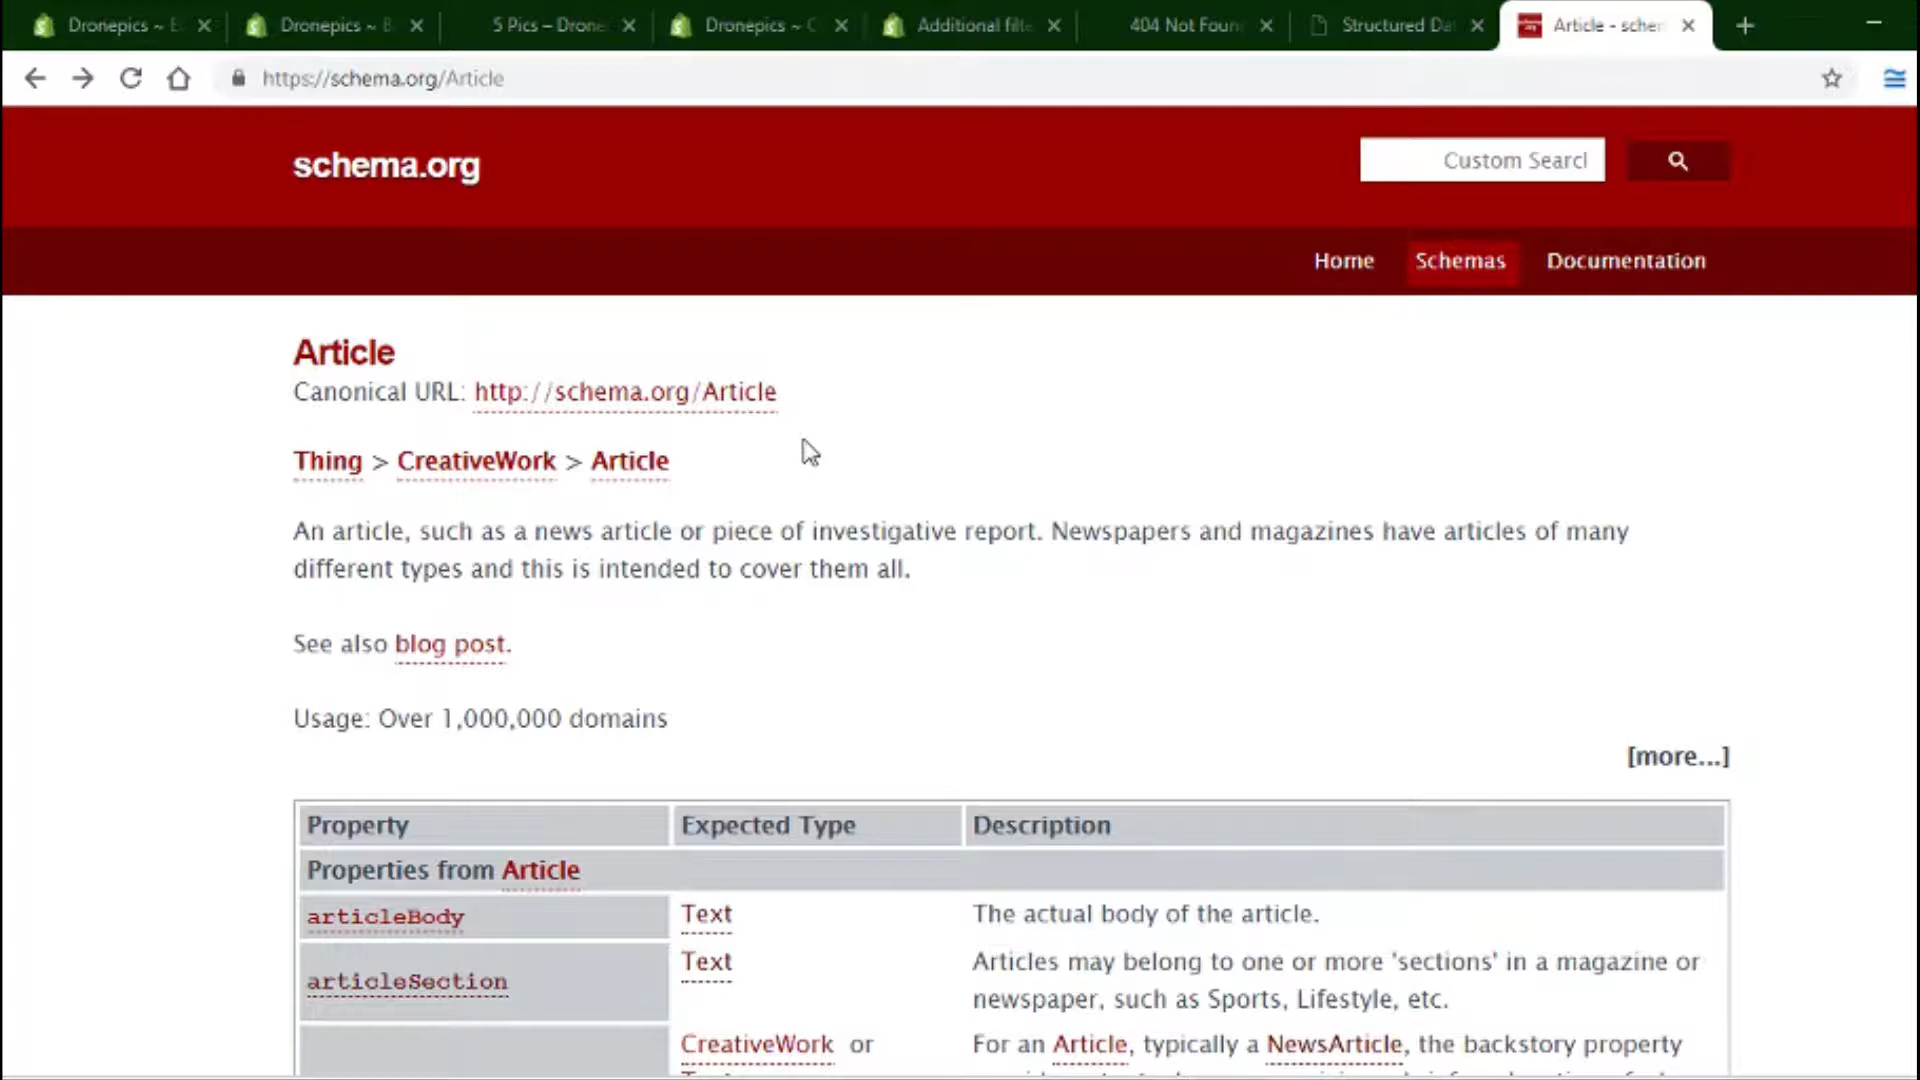 Dronepics ~ E
Dronepics ~ B
5 Pics – Drone
Dronepics ~ C
Additional filte
404 Not Foun
Structured Da
Article - schem
https://schema.org/Article
schema.org
Custom Search
Home Schemas Documentation
Article
Canonical URL: http://schema.org/Article
Thing > CreativeWork > Article
An article, such as a news article or piece of investigative report. Newspapers and magazines have articles of many
different types and this is intended to cover them all.
See also blog post.
Usage: Over 1,000,000 domains
[more...]
Property Expected Type Description
Properties from Article
articleBody Text The actual body of the article.
articleSection Text Articles may belong to one or more 'sections' in a magazine or
newspaper, such as Sports, Lifestyle, etc.
CreativeWork or For an Article, typically a NewsArticle, the backstory property